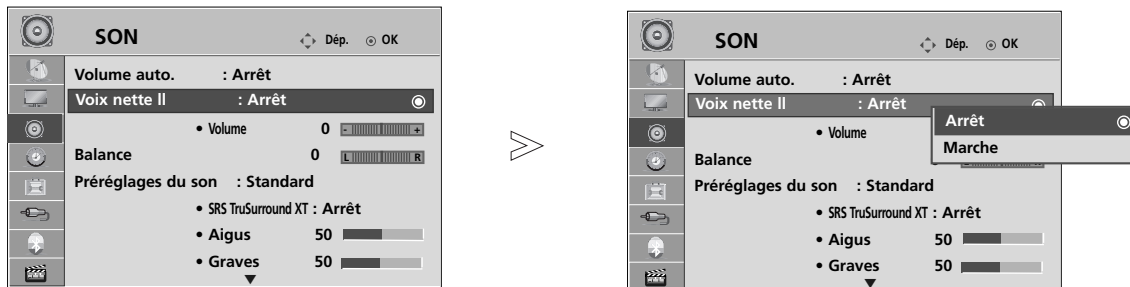 SON Dép. OK
Volume auto. : Arrêt
Voix nette ll : Arrêt
• Volume 0 - +
Balance 0 L R
Préréglages du son : Standard
• SRS TruSurround XT : Arrêt
• Aigus 50
• Graves 50
SON Dép. OK
Volume auto. : Arrêt
Voix nette ll : Arrêt
Arrêt
Marche
• Volume
Balance
Préréglages du son : Standard
• SRS TruSurround XT : Arrêt
• Aigus 50
• Graves 50